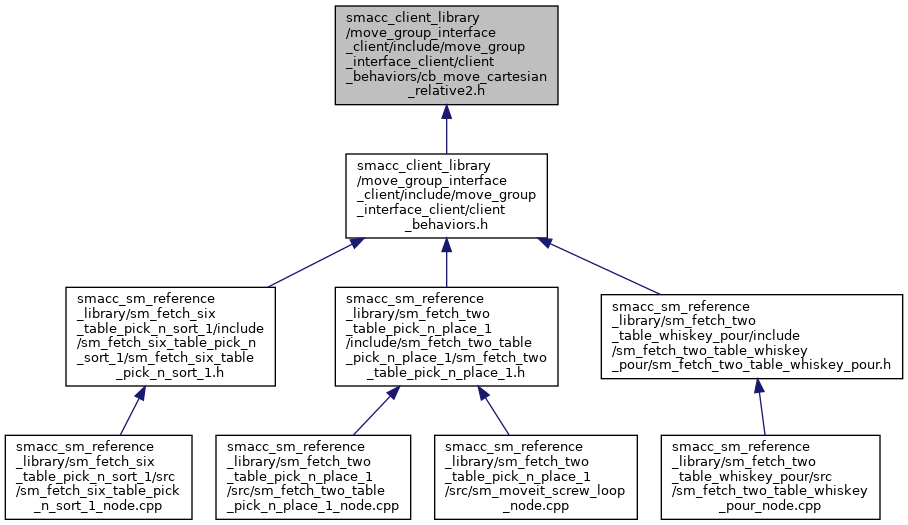 smacc_client_library
/move_group_interface
_client/include/move_group
_interface_client/client
_behaviors/cb_move_cartesian
_relative2.h
smacc_client_library
/move_group_interface
_client/include/move_group
_interface_client/client
_behaviors.h
smacc_sm_reference
_library/sm_fetch_six
_table_pick_n_sort_1/include
/sm_fetch_six_table_pick_n
_sort_1/sm_fetch_six_table
_pick_n_sort_1.h
smacc_sm_reference
_library/sm_fetch_two
_table_pick_n_place_1
/include/sm_fetch_two_table
_pick_n_place_1/sm_fetch_two
_table_pick_n_place_1.h
smacc_sm_reference
_library/sm_fetch_two
_table_whiskey_pour/include
/sm_fetch_two_table_whiskey
_pour/sm_fetch_two_table_whiskey_pour.h
smacc_sm_reference
_library/sm_fetch_six
_table_pick_n_sort_1/src
/sm_fetch_six_table_pick
_n_sort_1_node.cpp
smacc_sm_reference
_library/sm_fetch_two
_table_pick_n_place_1
/src/sm_fetch_two_table
_pick_n_place_1_node.cpp
smacc_sm_reference
_library/sm_fetch_two
_table_pick_n_place_1
/src/sm_moveit_screw_loop
_node.cpp
smacc_sm_reference
_library/sm_fetch_two
_table_whiskey_pour/src
/sm_fetch_two_table_whiskey
_pour_node.cpp